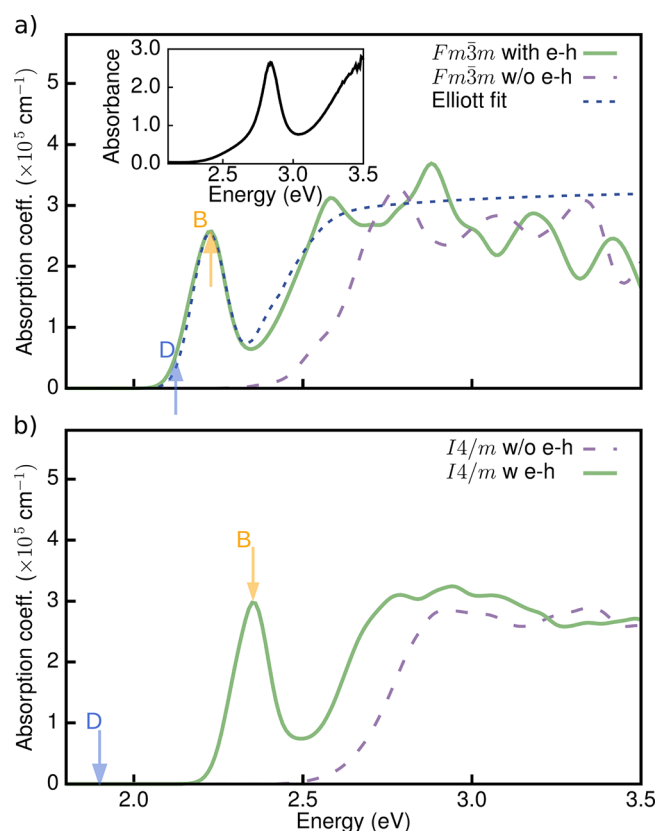 a)
Fm3̄m with e-h
Fm3̄m w/o e-h
Elliott fit
Absorbance
3.0
2.0
1.0
0.0
2.5 3.0 3.5
Energy (eV)
Absorption coeff. (×10⁵ cm⁻¹)
5
4
3
2
1
0
B
D
b)
I4/m w/o e-h
I4/m w e-h
Absorption coeff. (×10⁵ cm⁻¹)
5
4
3
2
1
0
B
D
2.0 2.5 3.0 3.5
Energy (eV)